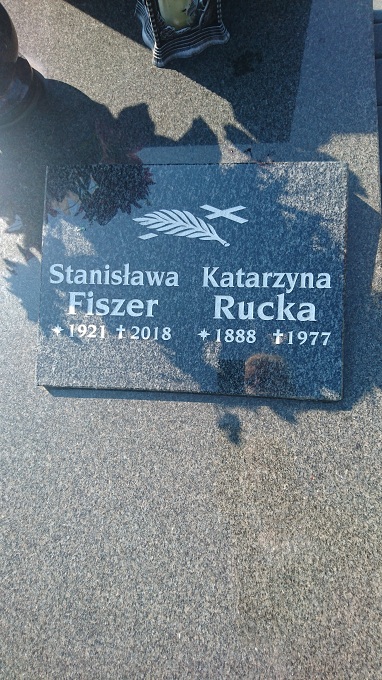 Stanisława Katarzyna
Fiszer Rucka
* 1921 † 2018 * 1888 † 1977